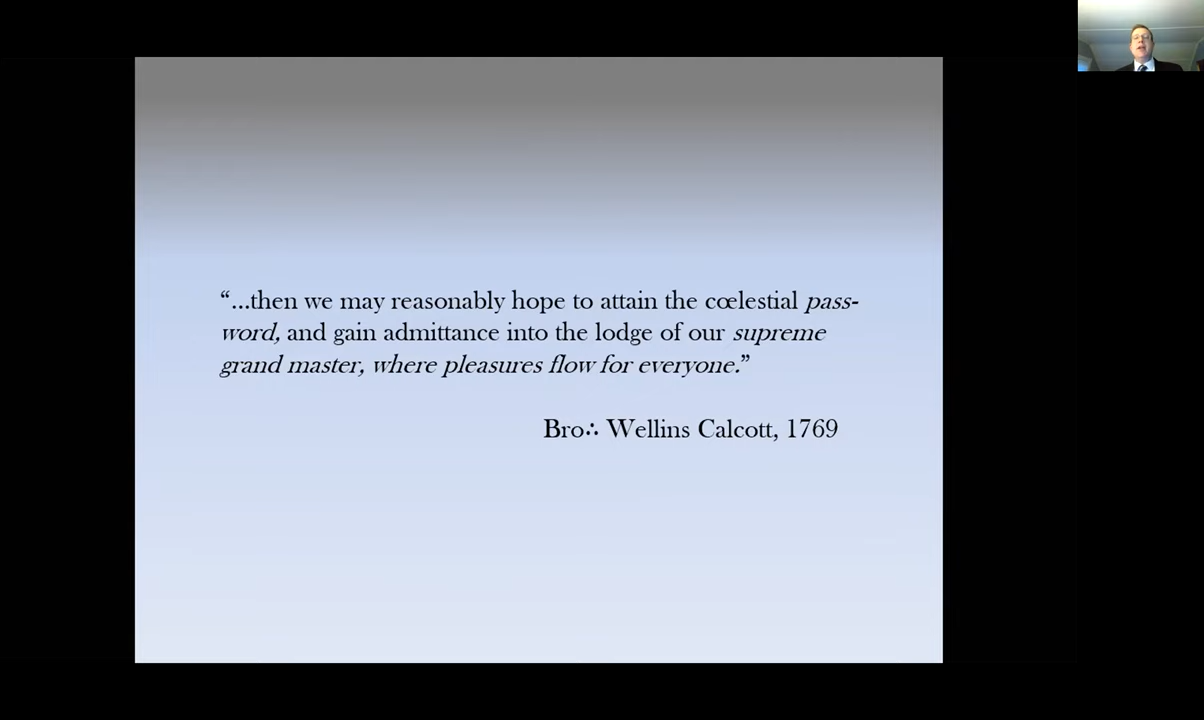 “...then we may reasonably hope to attain the cœlestial pass-
word, and gain admittance into the lodge of our supreme
grand master, where pleasures flow for everyone.”
Bro∴ Wellins Calcott, 1769